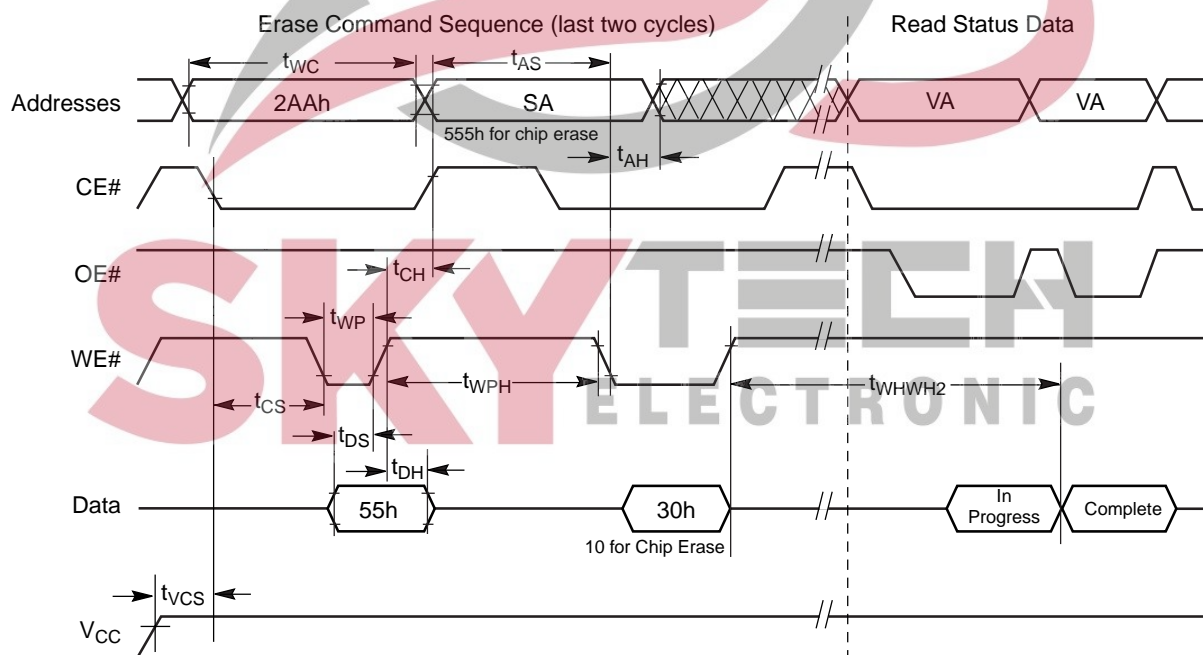 Erase Command Sequence (last two cycles)
Read Status Data
tWC
tAS
Addresses
2AAh
SA
VA
VA
555h for chip erase
tAH
CE#
OE#
tCH
SKYTECH
tWP
WE#
tWPH
tWHWH2
tCS
ELECTRONIC
tDS
tDH
Data
55h
30h
In
Progress
Complete
10 for Chip Erase
tVCS
VCC